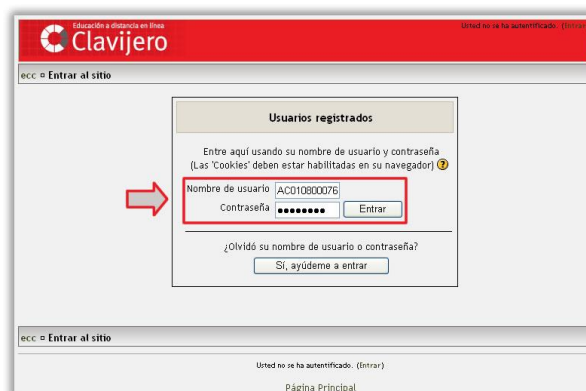 Educación a distancia en línea
Clavijero
Usted no se ha autentificado. (Entrar
ecc ¤ Entrar al sitio
Usuarios registrados
Entre aquí usando su nombre de usuario y contraseña
(Las 'Cookies' deben estar habilitadas en su navegador) ?
Nombre de usuario AC010800076
Contraseña ●●●●●●●● Entrar
¿Olvidó su nombre de usuario o contraseña?
Sí, ayúdeme a entrar
ecc ¤ Entrar al sitio
Usted no se ha autentificado. (Entrar)
Página Principal